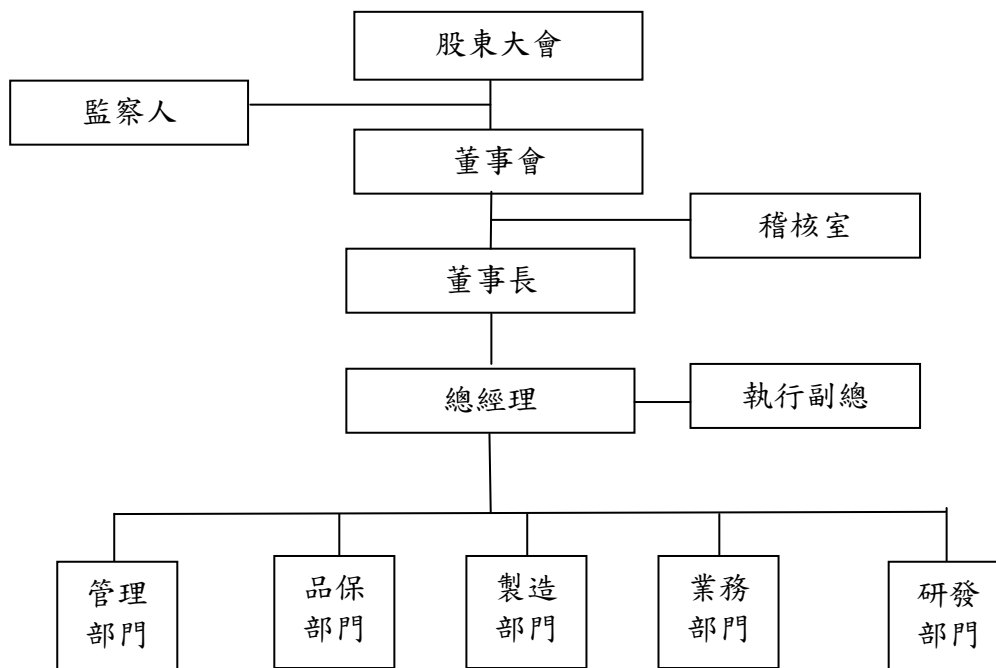 股東大會
監察人
董事會
稽核室
董事長
總經理
執行副總
管理
部門
品保
部門
製造
部門
業務
部門
研發
部門